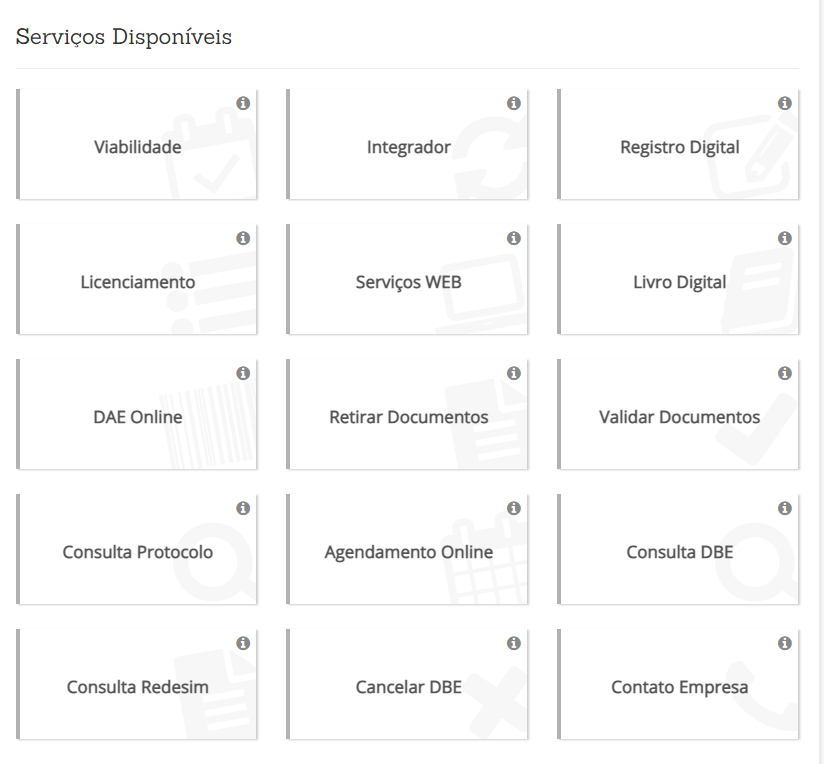 Serviços Disponíveis
Viabilidade
Integrador
Registro Digital
Licenciamento
Serviços WEB
Livro Digital
DAE Online
Retirar Documentos
Validar Documentos
Consulta Protocolo
Agendamento Online
Consulta DBE
Consulta Redesim
Cancelar DBE
Contato Empresa